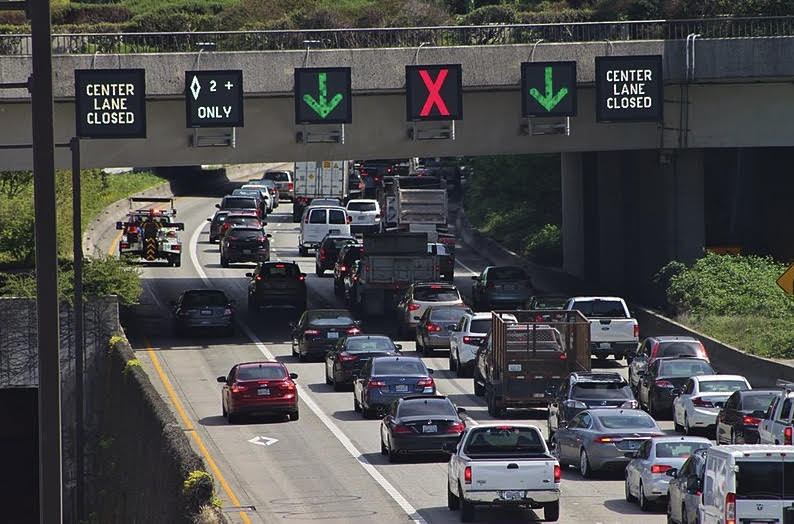 CENTER
LANE
CLOSED
2 +
ONLY
X
CENTER
LANE
CLOSED